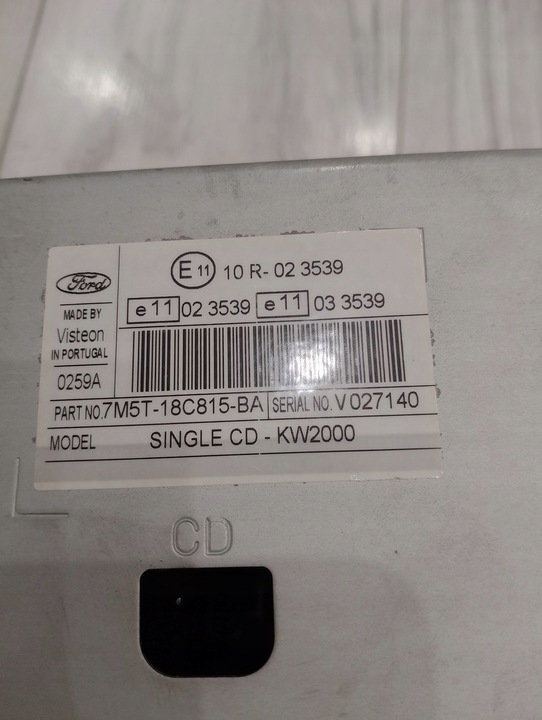 E 11 10 R- 02 3539
Ford
e 11 02 3539 e 11 03 3539
MADE BY
Visteon
IN PORTUGAL
0259A
PART NO. 7M5T-18C815-BA SERIAL NO. V 027140
MODEL SINGLE CD - KW2000
CD